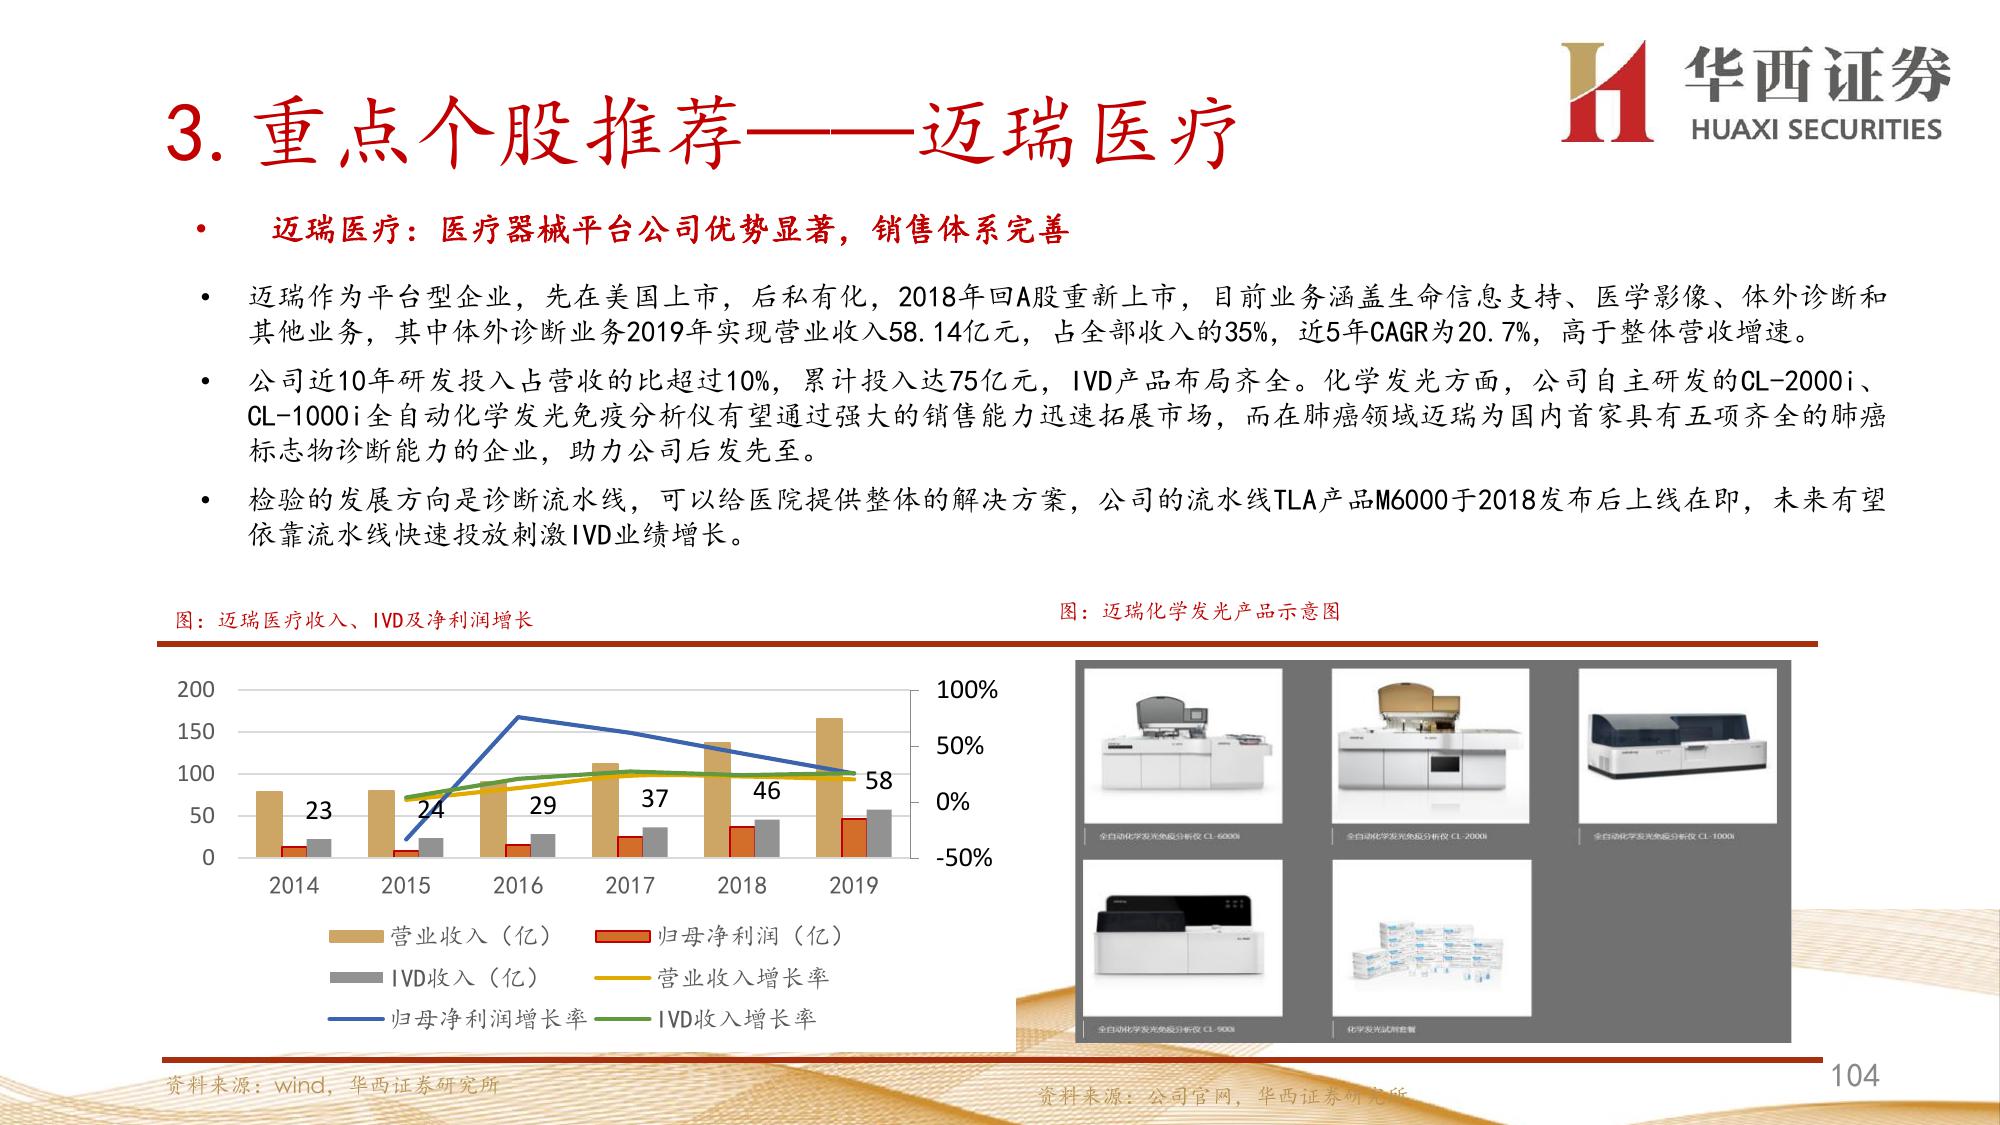 华西证券
HUAXI SECURITIES
3. 重点个股推荐——迈瑞医疗
• 迈瑞医疗：医疗器械平台公司优势显著，销售体系完善
• 迈瑞作为平台型企业，先在美国上市，后私有化，2018年回A股重新上市，目前业务涵盖生命信息支持、医学影像、体外诊断和
其他业务，其中体外诊断业务2019年实现营业收入58.14亿元，占全部收入的35%，近5年CAGR为20.7%，高于整体营收增速。
• 公司近10年研发投入占营收的比超过10%，累计投入达75亿元，IVD产品布局齐全。化学发光方面，公司自主研发的CL-2000i、
CL-1000i全自动化学发光免疫分析仪有望通过强大的销售能力迅速拓展市场，而在肺癌领域迈瑞为国内首家具有五项齐全的肺癌
标志物诊断能力的企业，助力公司后发先至。
• 检验的发展方向是诊断流水线，可以给医院提供整体的解决方案，公司的流水线TLA产品M6000于2018发布后上线在即，未来有望
依靠流水线快速投放刺激IVD业绩增长。
图：迈瑞医疗收入、IVD及净利润增长
200
150
100
50
0
100%
50%
0%
-50%
23
24
29
37
46
58
2014 2015 2016 2017 2018 2019
营业收入（亿） 归母净利润（亿）
IVD收入（亿） 营业收入增长率
归母净利润增长率 IVD收入增长率
图：迈瑞化学发光产品示意图
全自动化学发光免疫分析仪 CL-6000i
全自动化学发光免疫分析仪 CL-2000i
全自动化学发光免疫分析仪 CL-1000i
全自动化学发光免疫分析仪 CL-900i
化学发光试剂套餐
资料来源：wind，华西证券研究所
资料来源：公司官网，华西证券研究所
104